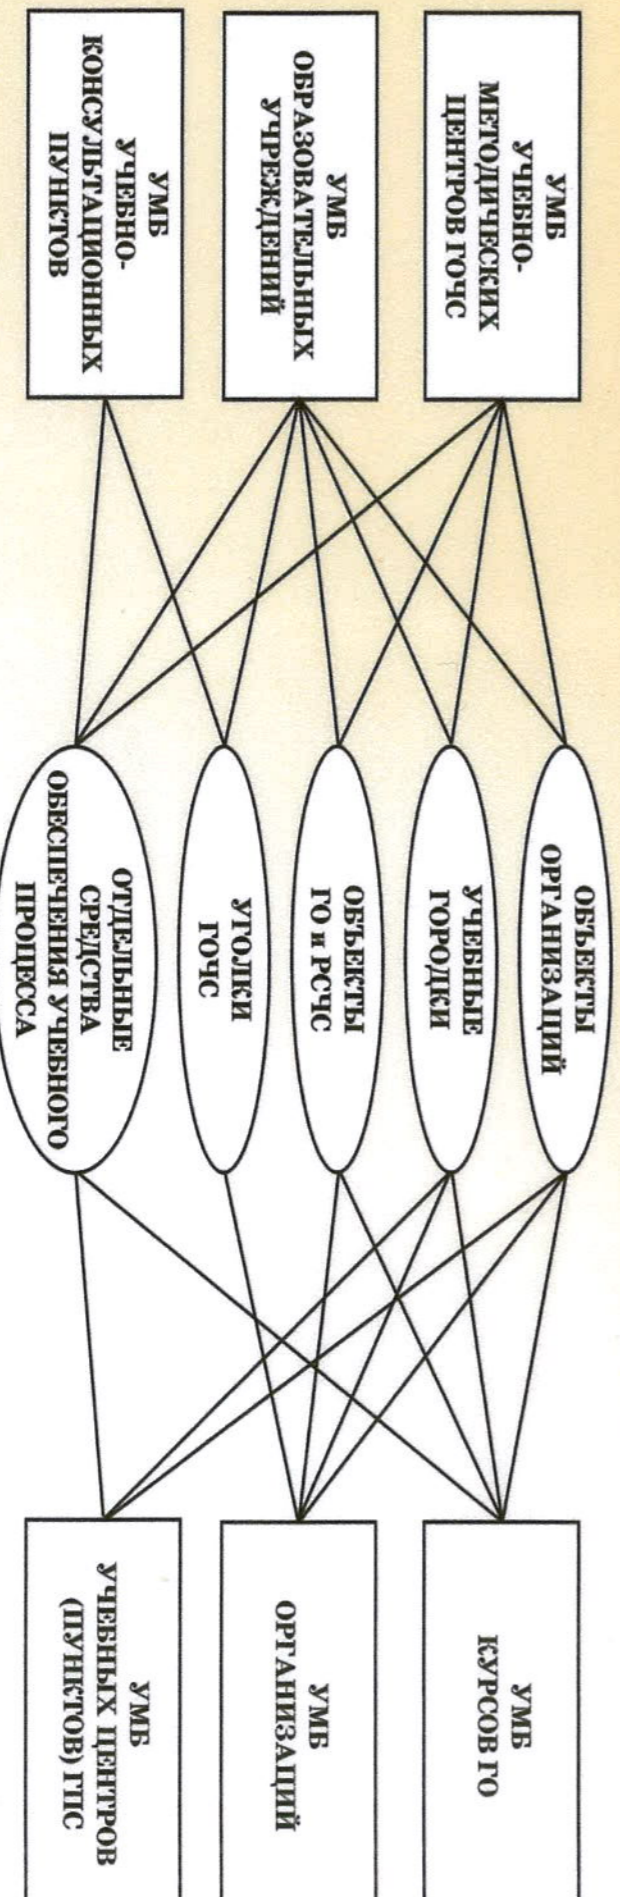 УМБ
УЧЕБНО-
МЕТОДИЧЕСКИХ
ЦЕНТРОВ ГОЧС
УМБ
ОБРАЗОВАТЕЛЬНЫХ
УЧРЕЖДЕНИЙ
УМБ
УЧЕБНО-
КОНСУЛЬТАЦИОННЫХ
ПУНКТОВ
ОБЪЕКТЫ
ОРГАНИЗАЦИЙ
УЧЕБНЫЕ
ГОРОДКИ
ОБЪЕКТЫ
ГО и РСЧС
УГОЛКИ
ГОЧС
ОТДЕЛЬНЫЕ
СРЕДСТВА
ОБЕСПЕЧЕНИЯ УЧЕБНОГО
ПРОЦЕССА
УМБ
КУРСОВ ГО
УМБ
ОРГАНИЗАЦИЙ
УМБ
УЧЕБНЫХ ЦЕНТРОВ
(ПУНКТОВ) ГПС